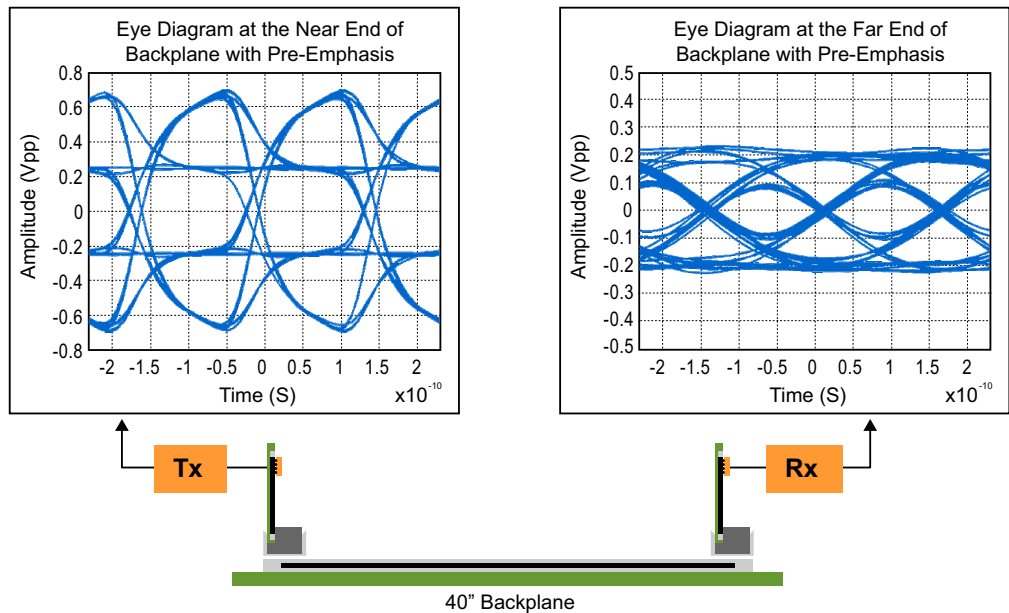 Eye Diagram at the Near End of
Backplane with Pre-Emphasis
0.8
0.6
0.4
0.2
0
-0.2
-0.4
-0.6
-0.8
Amplitude (Vpp)
-2 -1.5 -1 -0.5 0 0.5 1 1.5 2
Time (S)
x10-10
Eye Diagram at the Far End of
Backplane with Pre-Emphasis
0.5
0.4
0.3
0.2
0.1
0
-0.1
-0.2
-0.3
-0.4
-0.5
Amplitude (Vpp)
-2 -1.5 -1 0.5 0 0.5 1 1.5 2
Time (S)
x10-10
Tx
Rx
40” Backplane